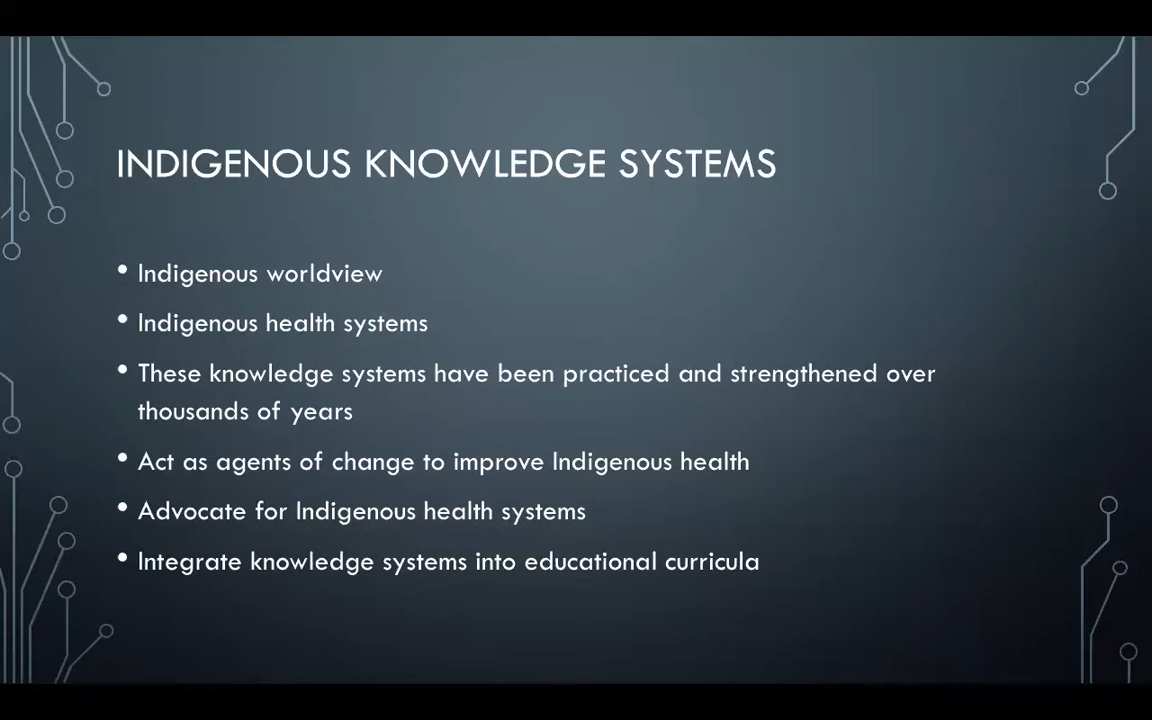 INDIGENOUS KNOWLEDGE SYSTEMS
• Indigenous worldview
• Indigenous health systems
• These knowledge systems have been practiced and strengthened over
thousands of years
• Act as agents of change to improve Indigenous health
• Advocate for Indigenous health systems
• Integrate knowledge systems into educational curricula